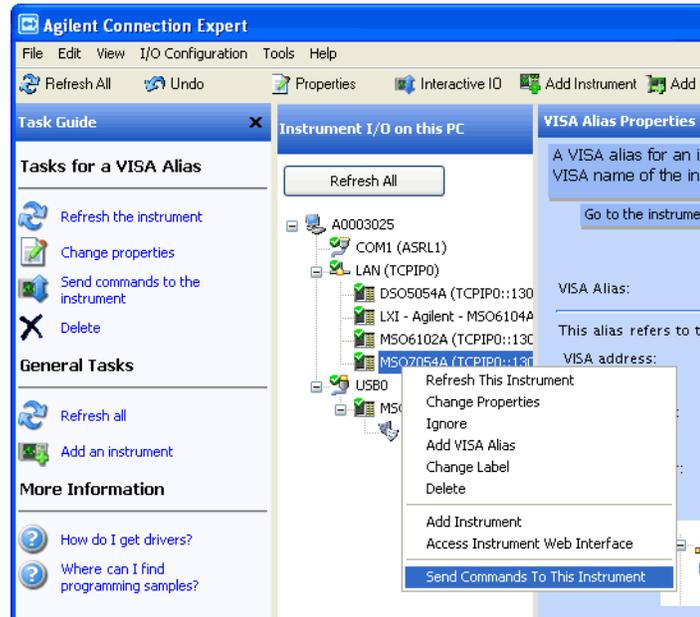 Agilent Connection Expert
File Edit View I/O Configuration Tools Help
Refresh All Undo Properties Interactive IO Add Instrument Add
Task Guide
Tasks for a VISA Alias
Refresh the instrument
Change properties
Send commands to the
instrument
Delete
General Tasks
Refresh all
Add an instrument
More Information
How do I get drivers?
Where can I find
programming samples?
Instrument I/O on this PC
Refresh All
A0003025
COM1 (ASRL1)
LAN (TCPIP0)
DSO5054A (TCPIP0::130
LXI - Agilent - MSO6104A
MSO6102A (TCPIP0::130
MSO7054A (TCPIP0::130
USB0
MSO
Refresh This Instrument
Change Properties
Ignore
Add VISA Alias
Change Label
Delete
Add Instrument
Access Instrument Web Interface
Send Commands To This Instrument
VISA Alias Properties
A VISA alias for an i
VISA name of the in
Go to the instrume
VISA Alias:
This alias refers to t
VISA address: